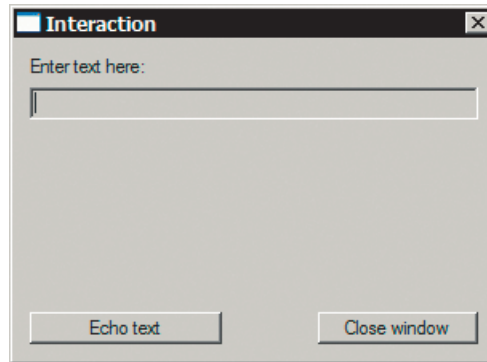 Interaction
Enter text here:
Echo text
Close window